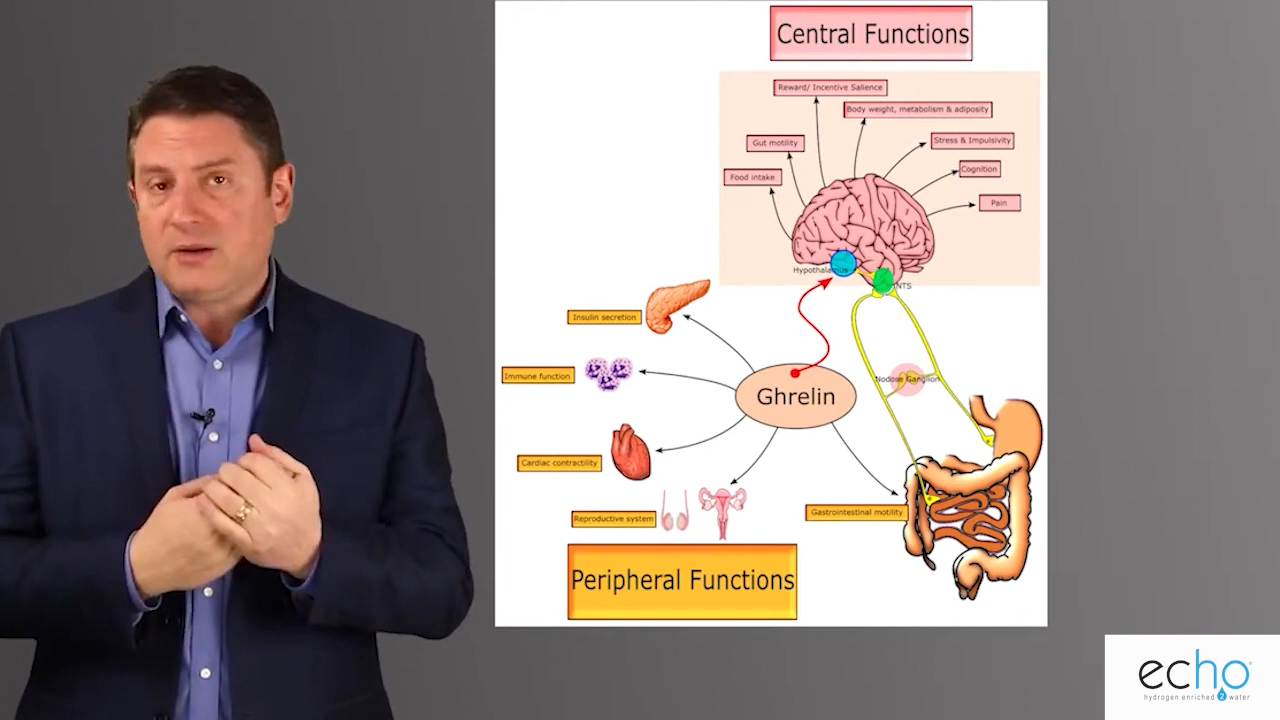 Central Functions
Reward/ Incentive Salience
Body weight, metabolism & adiposity
Gut motility
Stress & Impulsivity
Cognition
Food intake
Pain
Hypothalamus
NTS
Insulin secretion
Immune function
Nodose Ganglion
Ghrelin
Cardiac contractility
Reproductive system
Gastrointestinal motility
Peripheral Functions
echo
hydrogen enriched 2 water